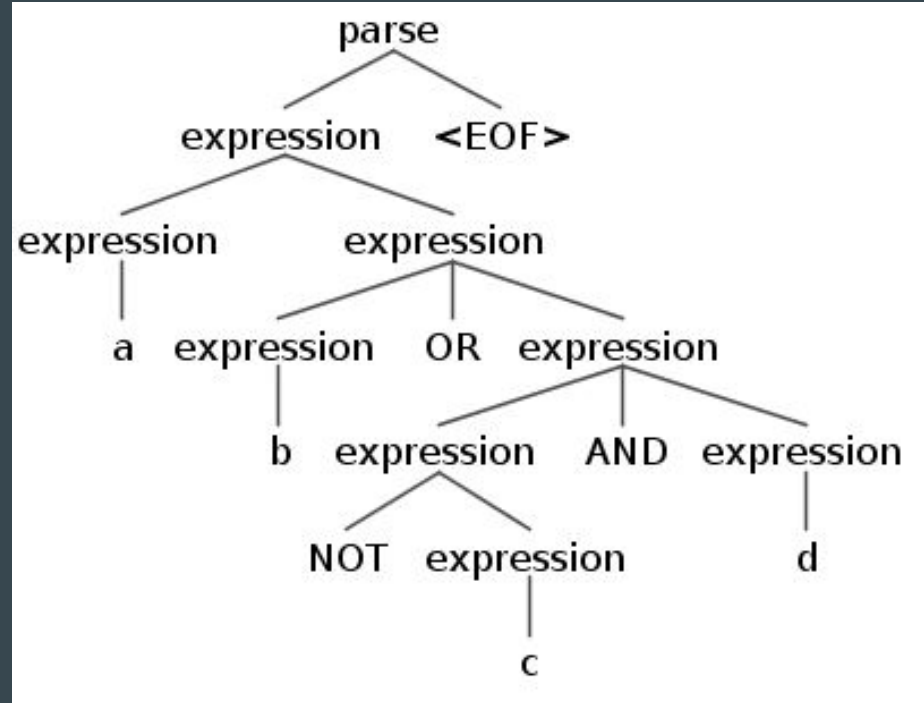 parse
expression <EOF>
expression expression
a expression OR expression
b expression AND expression
NOT expression d
c